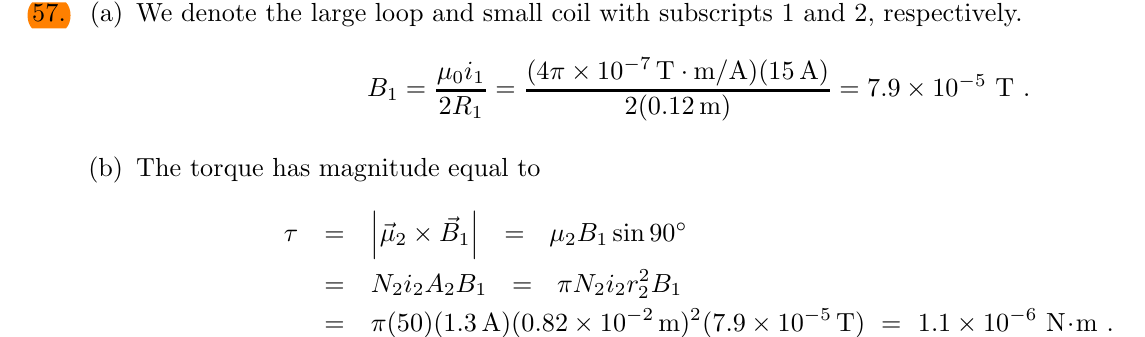 57. (a) We denote the large loop and small coil with subscripts 1 and 2, respectively.
B₁ = μ₀i₁ / 2R₁ = (4π × 10⁻⁷ T · m/A)(15 A) / 2(0.12 m) = 7.9 × 10⁻⁵ T .
(b) The torque has magnitude equal to
τ = |μ⃗₂ × B⃗₁| = μ₂B₁ sin 90°
= N₂i₂A₂B₁ = πN₂i₂r₂²B₁
= π(50)(1.3 A)(0.82 × 10⁻² m)²(7.9 × 10⁻⁵ T) = 1.1 × 10⁻⁶ N·m .